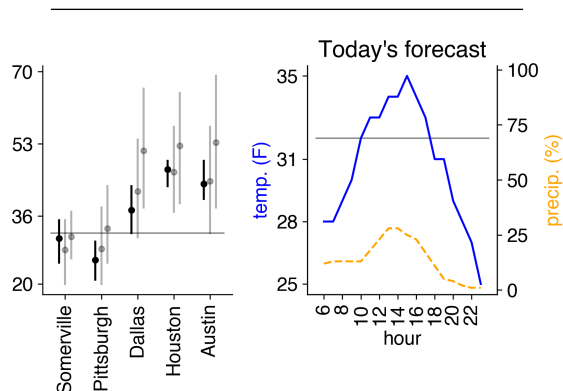 Today's forecast
70
53
36
20
Somerville
Pittsburgh
Dallas
Houston
Austin
temp. (F)
35
31
28
25
100
75
50
25
0
precip. (%)
6 8 10 12 14 16 18 20 22
hour